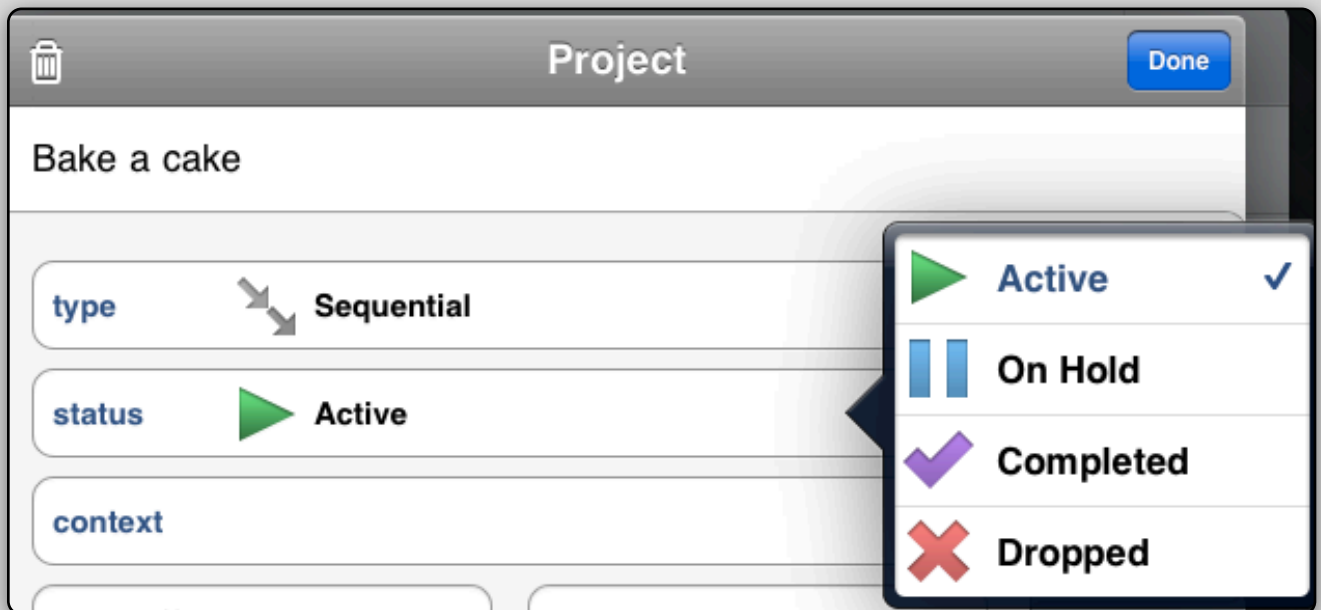 Project
Done
Bake a cake
type Sequential
status Active
context
Active
On Hold
Completed
Dropped